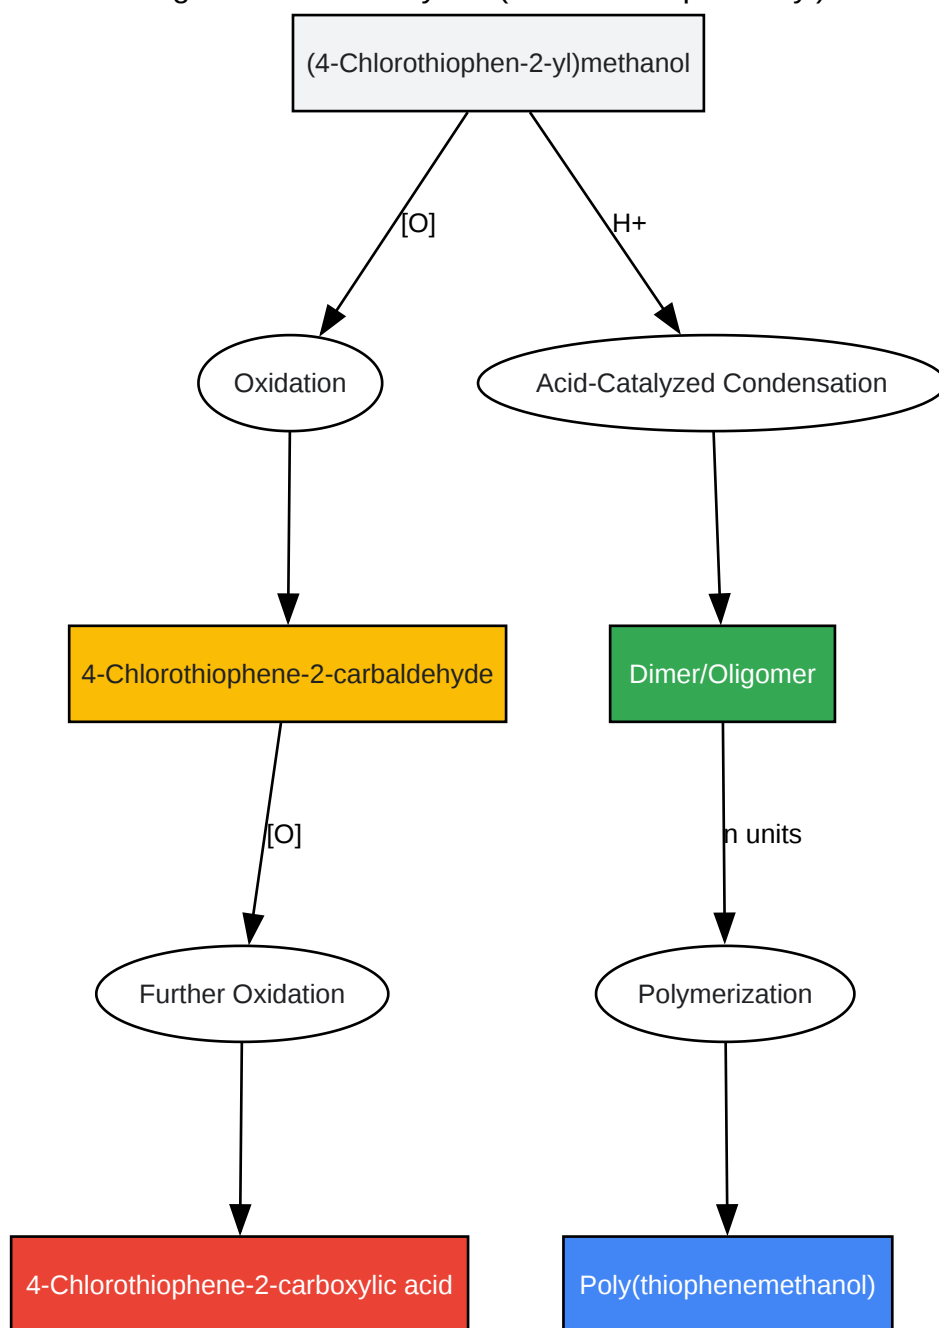 (4-Chlorothiophen-2-yl)methanol
[O]
H+
Oxidation
Acid-Catalyzed Condensation
4-Chlorothiophene-2-carbaldehyde
Dimer/Oligomer
[O]
n units
Further Oxidation
Polymerization
4-Chlorothiophene-2-carboxylic acid
Poly(thiophenemethanol)